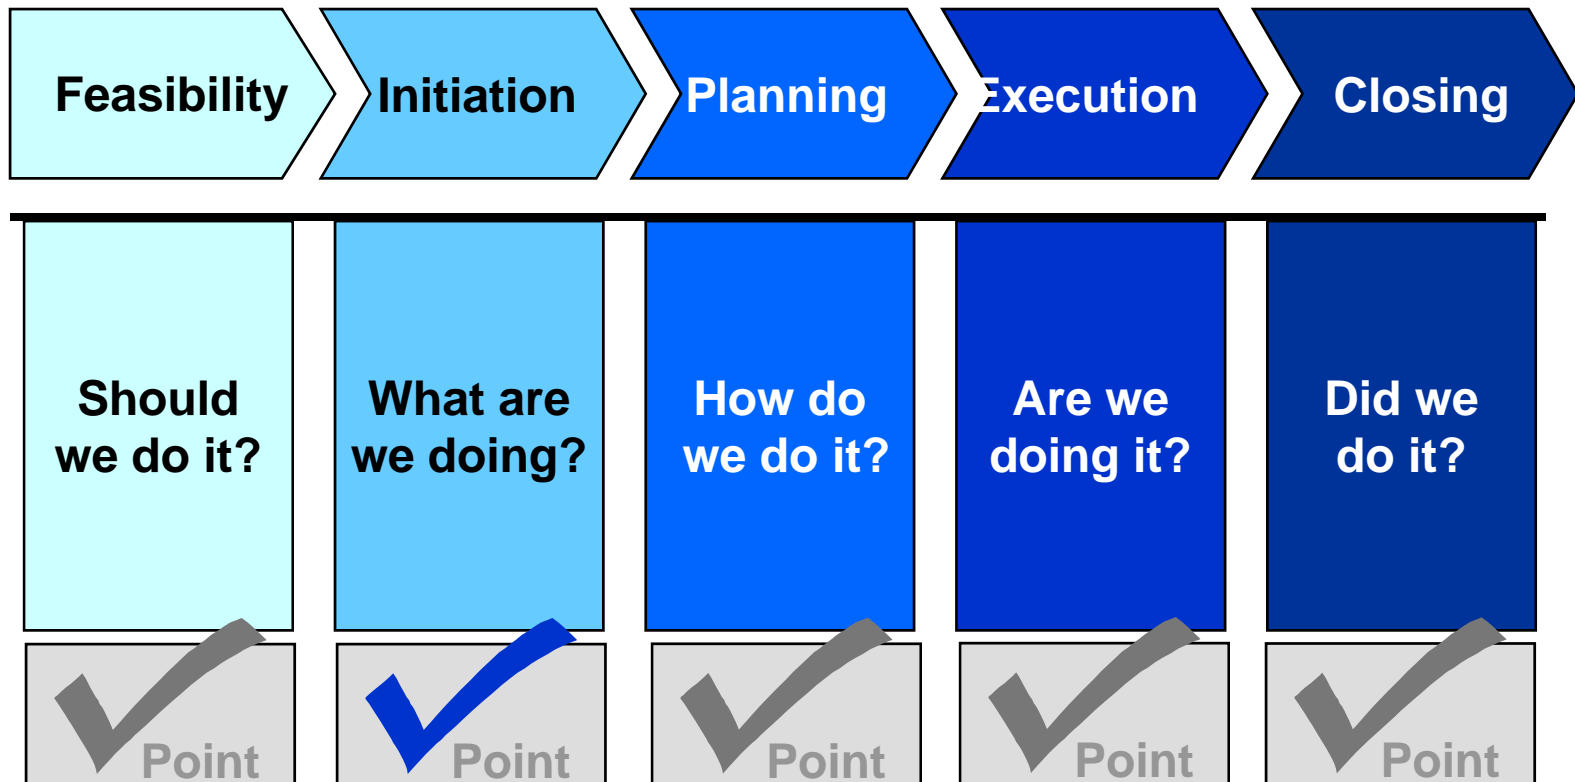 Feasibility
Initiation
Planning
Execution
Closing
Should
we do it?
What are
we doing?
How do
we do it?
Are we
doing it?
Did we
do it?
Point
Point
Point
Point
Point